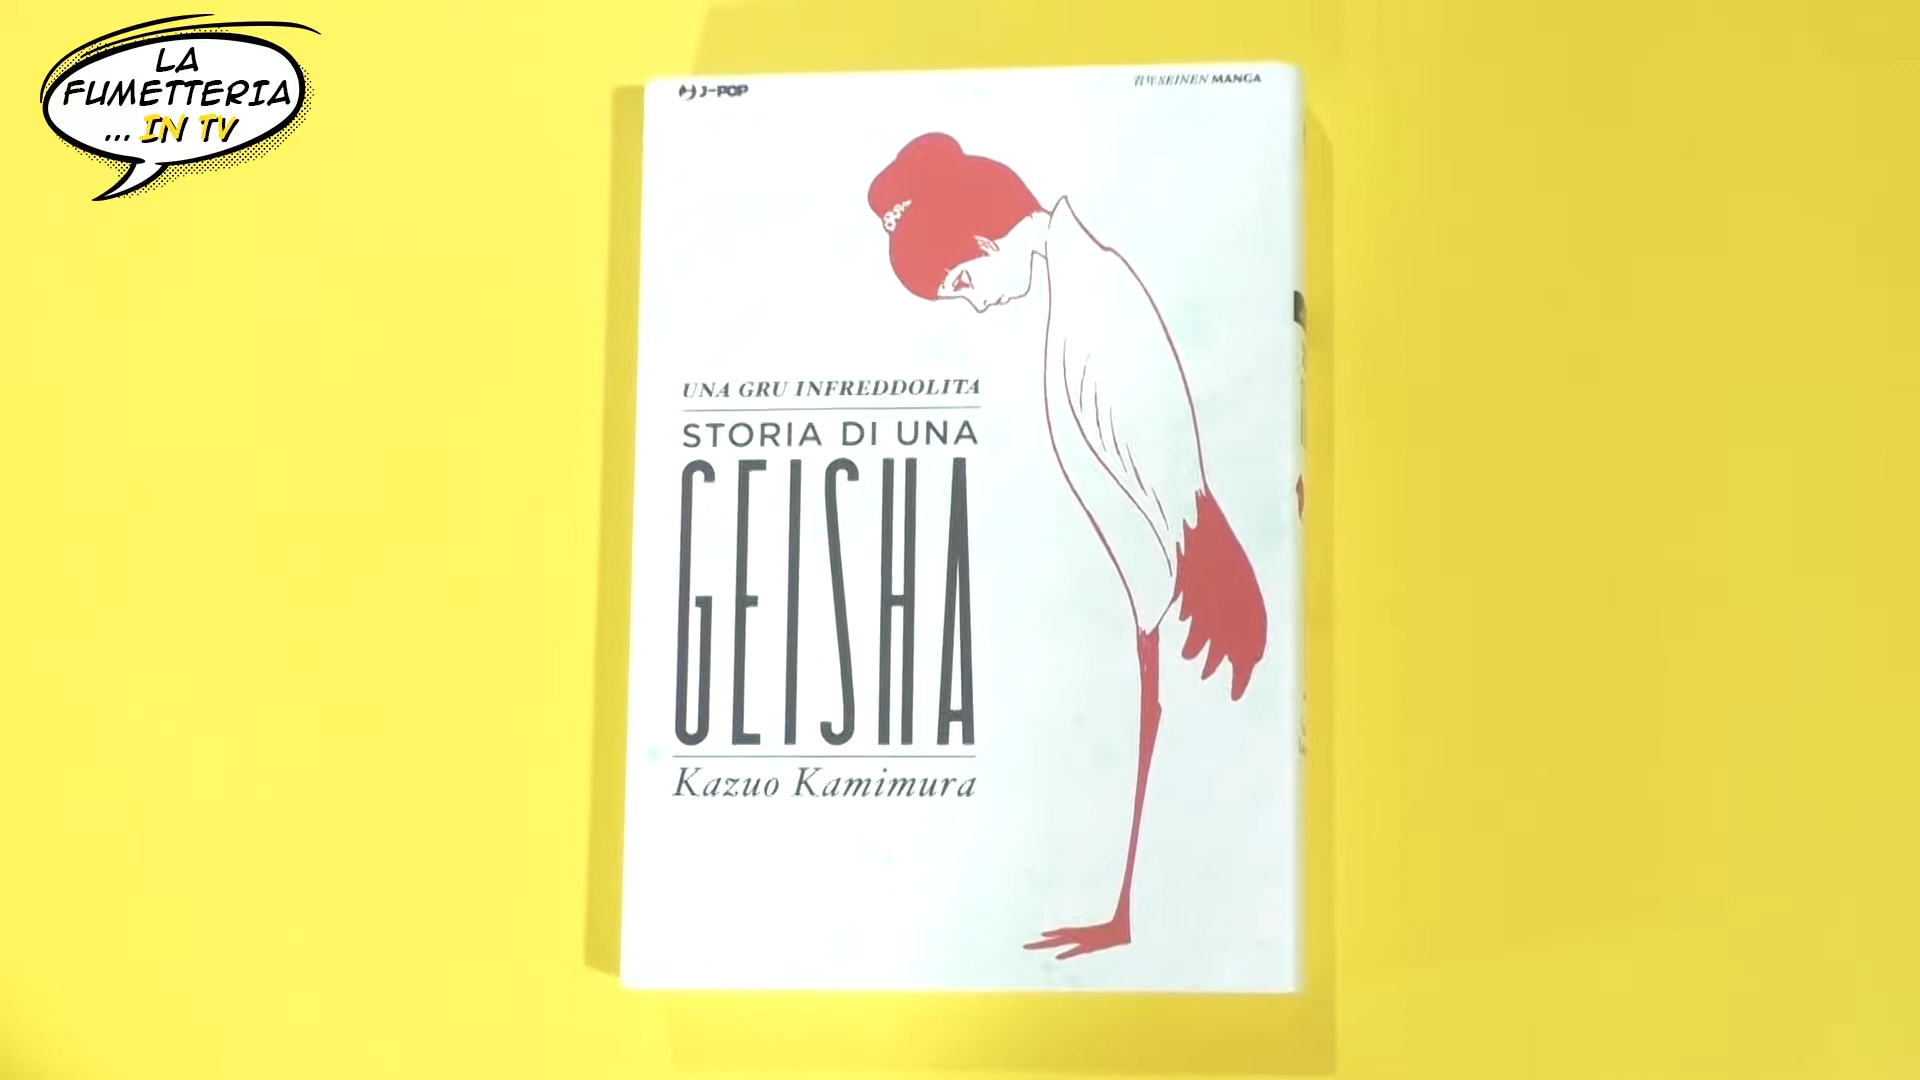 LA
FUMETTERIA
... IN TV
J-POP
SEINEN MANGA
UNA GRU INFREDDOLITA
STORIA DI UNA
GEISHA
Kazuo Kamimura